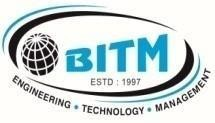 BITM
ESTD : 1997
ENGINEERING • TECHNOLOGY • MANAGEMENT